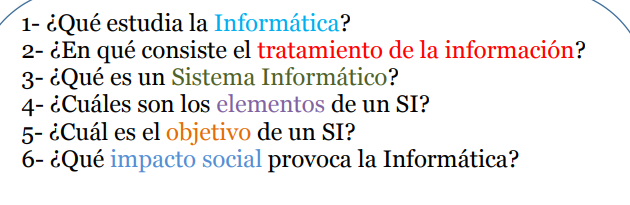 1- ¿Qué estudia la Informática?
2- ¿En qué consiste el tratamiento de la información?
3- ¿Qué es un Sistema Informático?
4- ¿Cuáles son los elementos de un SI?
5- ¿Cuál es el objetivo de un SI?
6- ¿Qué impacto social provoca la Informática?